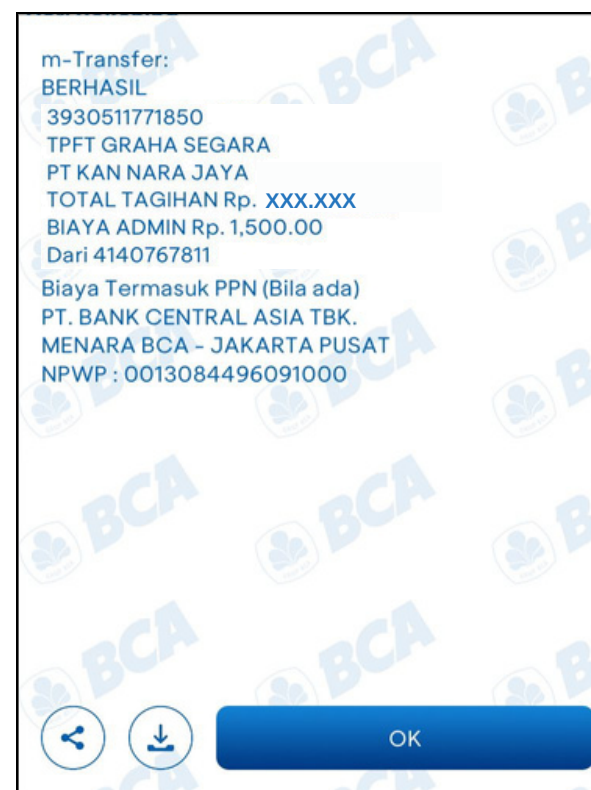 m-Transfer:
BERHASIL
3930511771850
TPFT GRAHA SEGARA
PT KAN NARA JAYA
TOTAL TAGIHAN Rp. XXX.XXX
BIAYA ADMIN Rp. 1,500.00
Dari 4140767811
Biaya Termasuk PPN (Bila ada)
PT. BANK CENTRAL ASIA TBK.
MENARA BCA - JAKARTA PUSAT
NPWP : 0013084496091000
BCA
OK